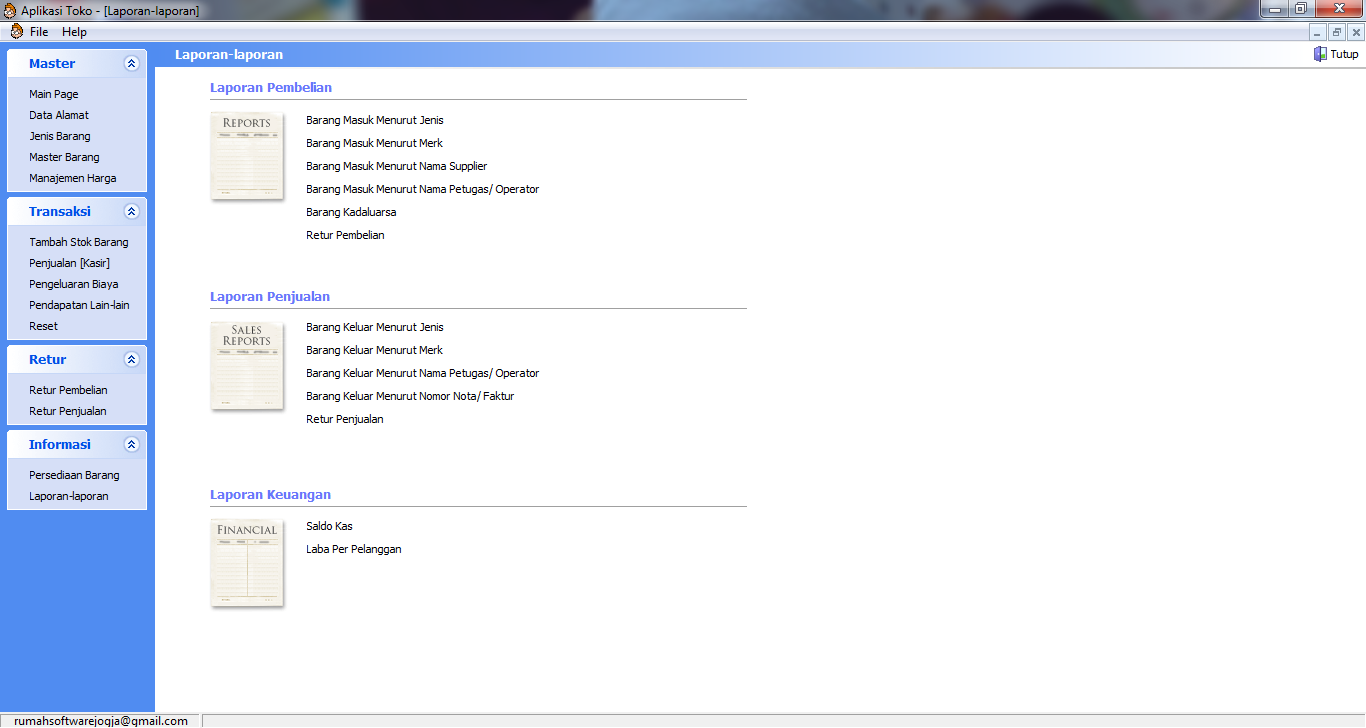 Aplikasi Toko - [Laporan-laporan]
File Help
Laporan-laporan
Tutup
Master
Main Page
Data Alamat
Jenis Barang
Master Barang
Manajemen Harga
Transaksi
Tambah Stok Barang
Penjualan [Kasir]
Pengeluaran Biaya
Pendapatan Lain-lain
Reset
Retur
Retur Pembelian
Retur Penjualan
Informasi
Persediaan Barang
Laporan-laporan
Laporan Pembelian
REPORTS
Barang Masuk Menurut Jenis
Barang Masuk Menurut Merk
Barang Masuk Menurut Nama Supplier
Barang Masuk Menurut Nama Petugas/ Operator
Barang Kadaluarsa
Retur Pembelian
Laporan Penjualan
SALES
REPORTS
Barang Keluar Menurut Jenis
Barang Keluar Menurut Merk
Barang Keluar Menurut Nama Petugas/ Operator
Barang Keluar Menurut Nomor Nota/ Faktur
Retur Penjualan
Laporan Keuangan
FINANCIAL
Saldo Kas
Laba Per Pelanggan
rumahsoftwarejogja@gmail.com